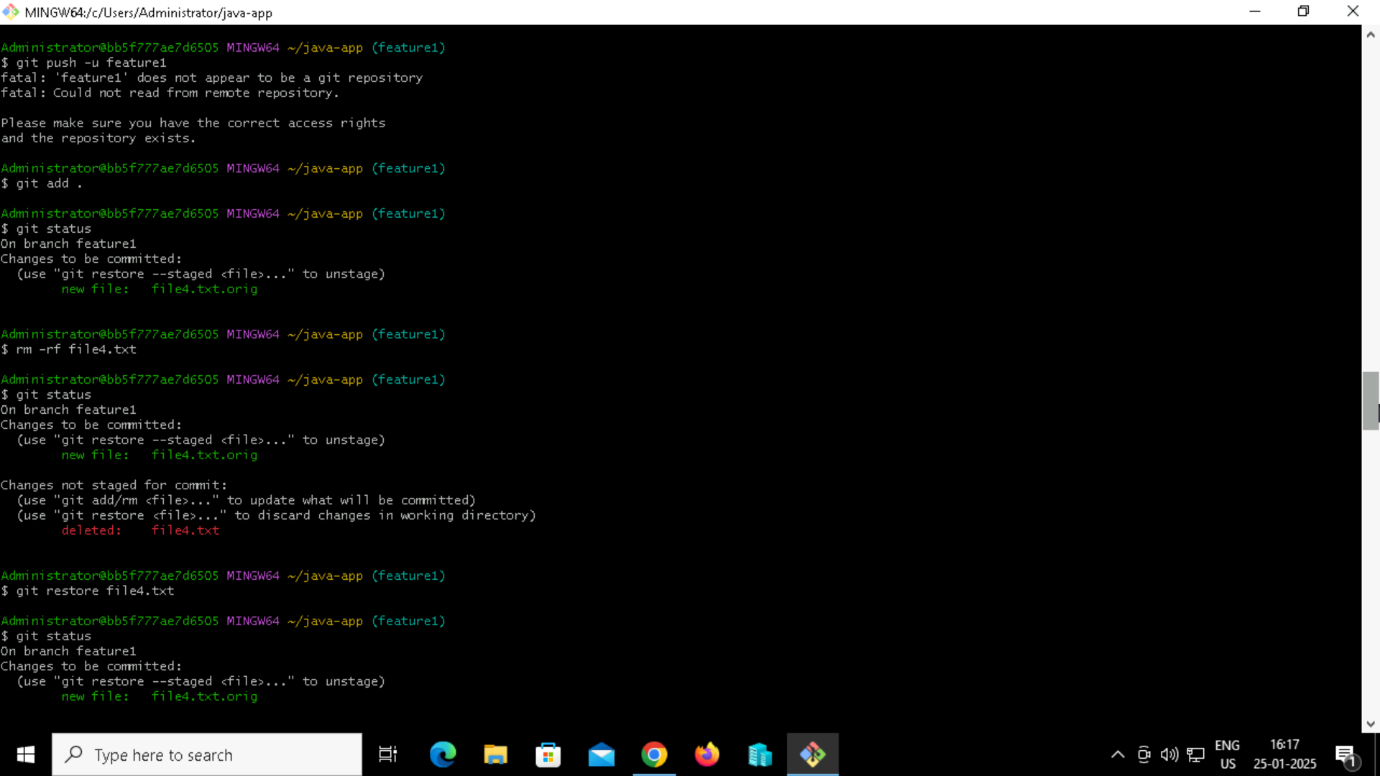 MINGW64:/c/Users/Administrator/java-app
Administrator@bb5f777ae7d6505 MINGW64 ~/java-app (feature1)
$ git push -u feature1
fatal: 'feature1' does not appear to be a git repository
fatal: Could not read from remote repository.
Please make sure you have the correct access rights
and the repository exists.
Administrator@bb5f777ae7d6505 MINGW64 ~/java-app (feature1)
$ git add .
Administrator@bb5f777ae7d6505 MINGW64 ~/java-app (feature1)
$ git status
On branch feature1
Changes to be committed:
  (use "git restore --staged <file>..." to unstage)
        new file:   file4.txt.orig
Administrator@bb5f777ae7d6505 MINGW64 ~/java-app (feature1)
$ rm -rf file4.txt
Administrator@bb5f777ae7d6505 MINGW64 ~/java-app (feature1)
$ git status
On branch feature1
Changes to be committed:
  (use "git restore --staged <file>..." to unstage)
        new file:   file4.txt.orig
Changes not staged for commit:
  (use "git add/rm <file>..." to update what will be committed)
  (use "git restore <file>..." to discard changes in working directory)
        deleted:    file4.txt
Administrator@bb5f777ae7d6505 MINGW64 ~/java-app (feature1)
$ git restore file4.txt
Administrator@bb5f777ae7d6505 MINGW64 ~/java-app (feature1)
$ git status
On branch feature1
Changes to be committed:
  (use "git restore --staged <file>..." to unstage)
        new file:   file4.txt.orig
Type here to search
ENG
US
16:17
25-01-2025
1